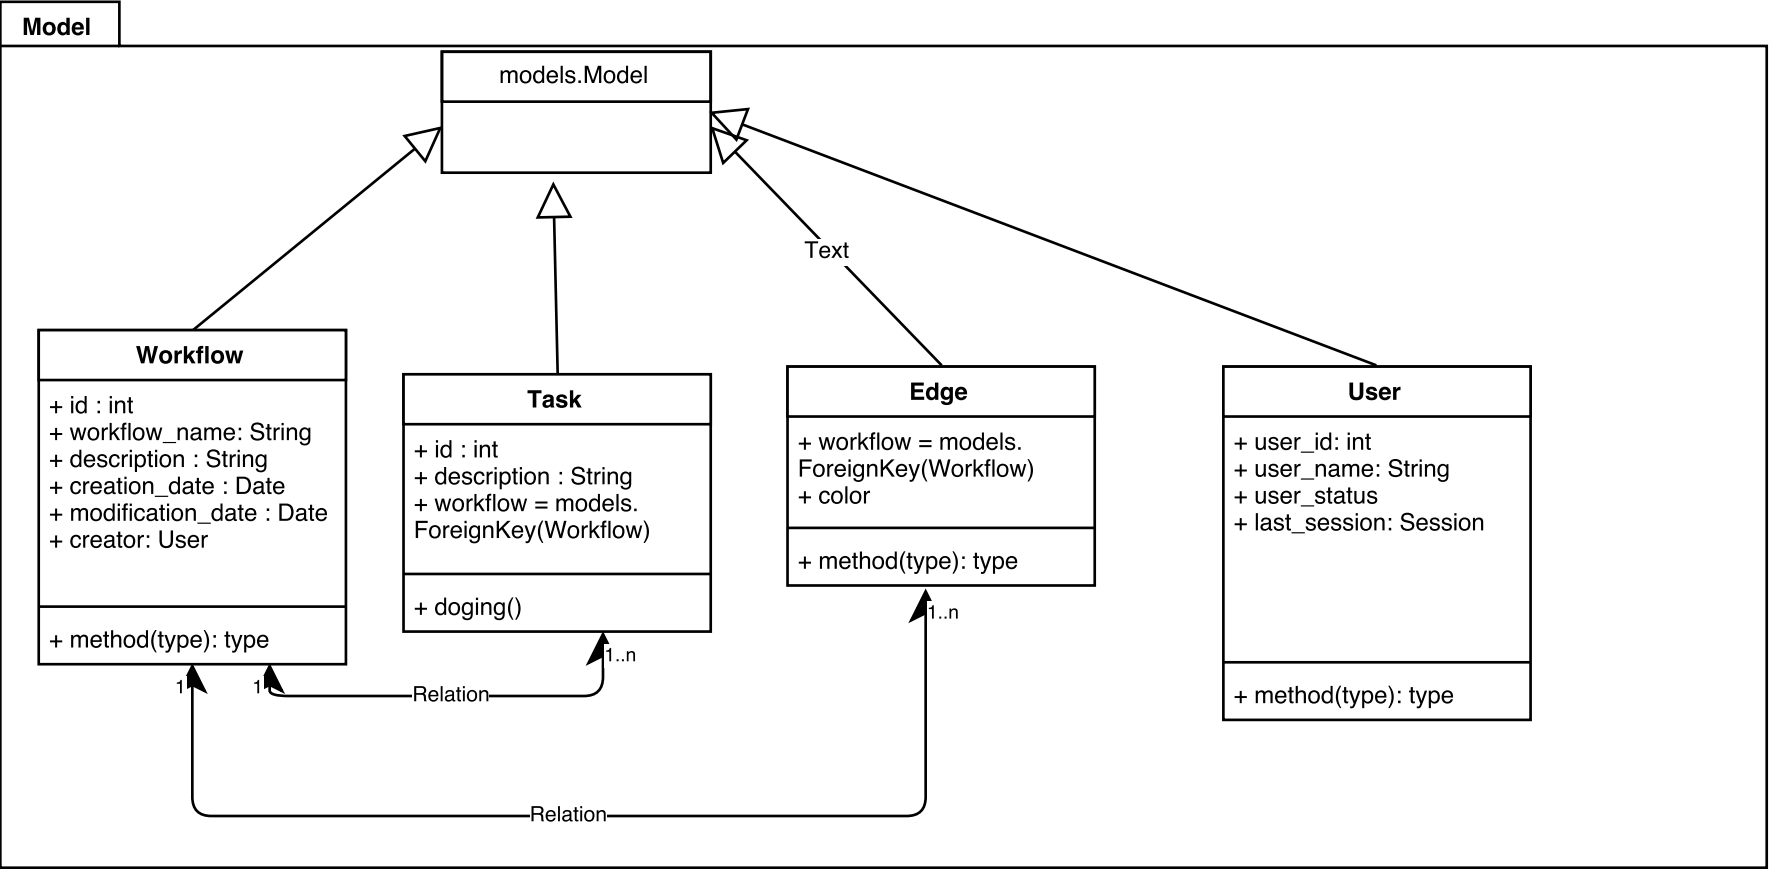 Model
models.Model
Text
Workflow
+ id : int
+ workflow_name: String
+ description : String
+ creation_date : Date
+ modification_date : Date
+ creator: User
+ method(type): type
Task
+ id : int
+ description : String
+ workflow = models.
ForeignKey(Workflow)
+ doging()
Edge
+ workflow = models.
ForeignKey(Workflow)
+ color
+ method(type): type
User
+ user_id: int
+ user_name: String
+ user_status
+ last_session: Session
+ method(type): type
1..n
1..n
1
1
Relation
Relation